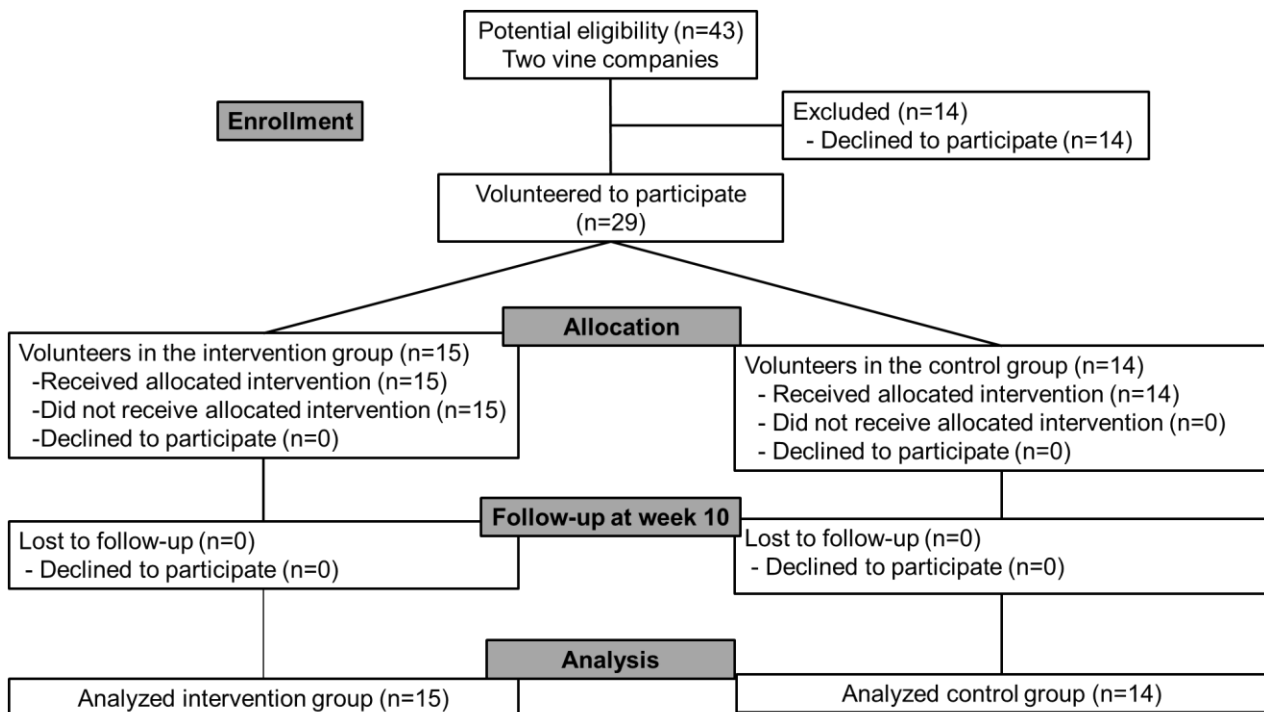 Potential eligibility (n=43)
Two vine companies
Enrollment
Excluded (n=14)
- Declined to participate (n=14)
Volunteered to participate
(n=29)
Allocation
Volunteers in the intervention group (n=15)
-Received allocated intervention (n=15)
-Did not receive allocated intervention (n=15)
-Declined to participate (n=0)
Volunteers in the control group (n=14)
- Received allocated intervention (n=14)
- Did not receive allocated intervention (n=0)
- Declined to participate (n=0)
Follow-up at week 10
Lost to follow-up (n=0)
- Declined to participate (n=0)
Lost to follow-up (n=0)
- Declined to participate (n=0)
Analysis
Analyzed intervention group (n=15)
Analyzed control group (n=14)